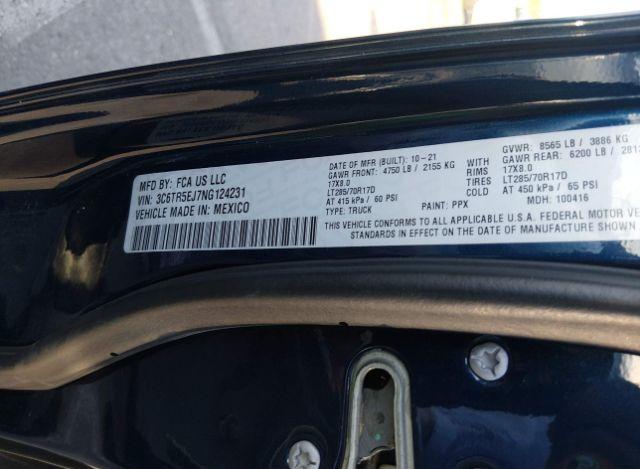 MFD BY: FCA US LLC
VIN: 3C6TR5EJ7NG124231
VEHICLE MADE IN: MEXICO
DATE OF MFR (BUILT): 10-21
GAWR FRONT: 4750 LB / 2155 KG
17X8.0
LT285/70R17D
AT 415 kPa / 60 PSI
TYPE: TRUCK
WITH
RIMS
TIRES
COLD
PAINT: PPX
GVWR: 8565 LB / 3886 KG
GAWR REAR: 6200 LB / 281
17X8.0
LT285/70R17D
AT 450 kPa / 65 PSI
MDH: 100416
THIS VEHICLE CONFORMS TO ALL APPLICABLE U.S.A. FEDERAL MOTOR
STANDARDS IN EFFECT ON THE DATE OF MANUFACTURE SHOWN